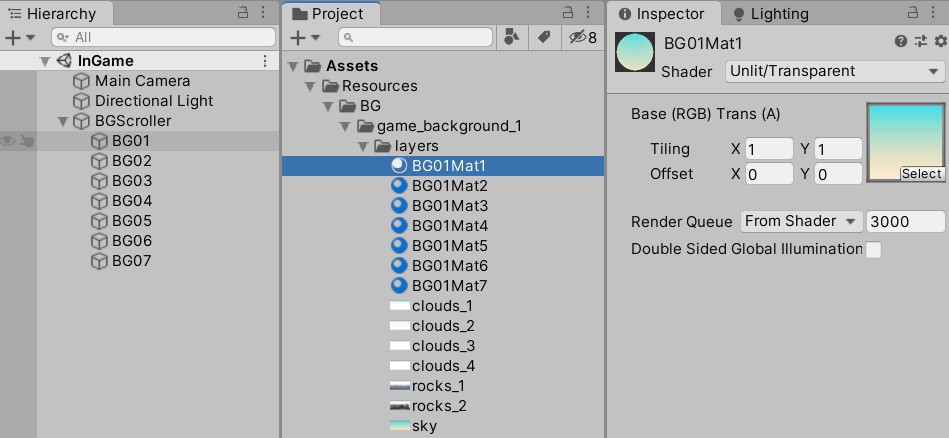 Hierarchy
All
InGame
Main Camera
Directional Light
BGScroller
BG01
BG02
BG03
BG04
BG05
BG06
BG07
Project
8
Assets
Resources
BG
game_background_1
layers
BG01Mat1
BG01Mat2
BG01Mat3
BG01Mat4
BG01Mat5
BG01Mat6
BG01Mat7
clouds_1
clouds_2
clouds_3
clouds_4
rocks_1
rocks_2
sky
Inspector
Lighting
BG01Mat1
Shader Unlit/Transparent
Base (RGB) Trans (A)
Tiling X 1 Y 1
Offset X 0 Y 0
Select
Render Queue From Shader 3000
Double Sided Global Illumination